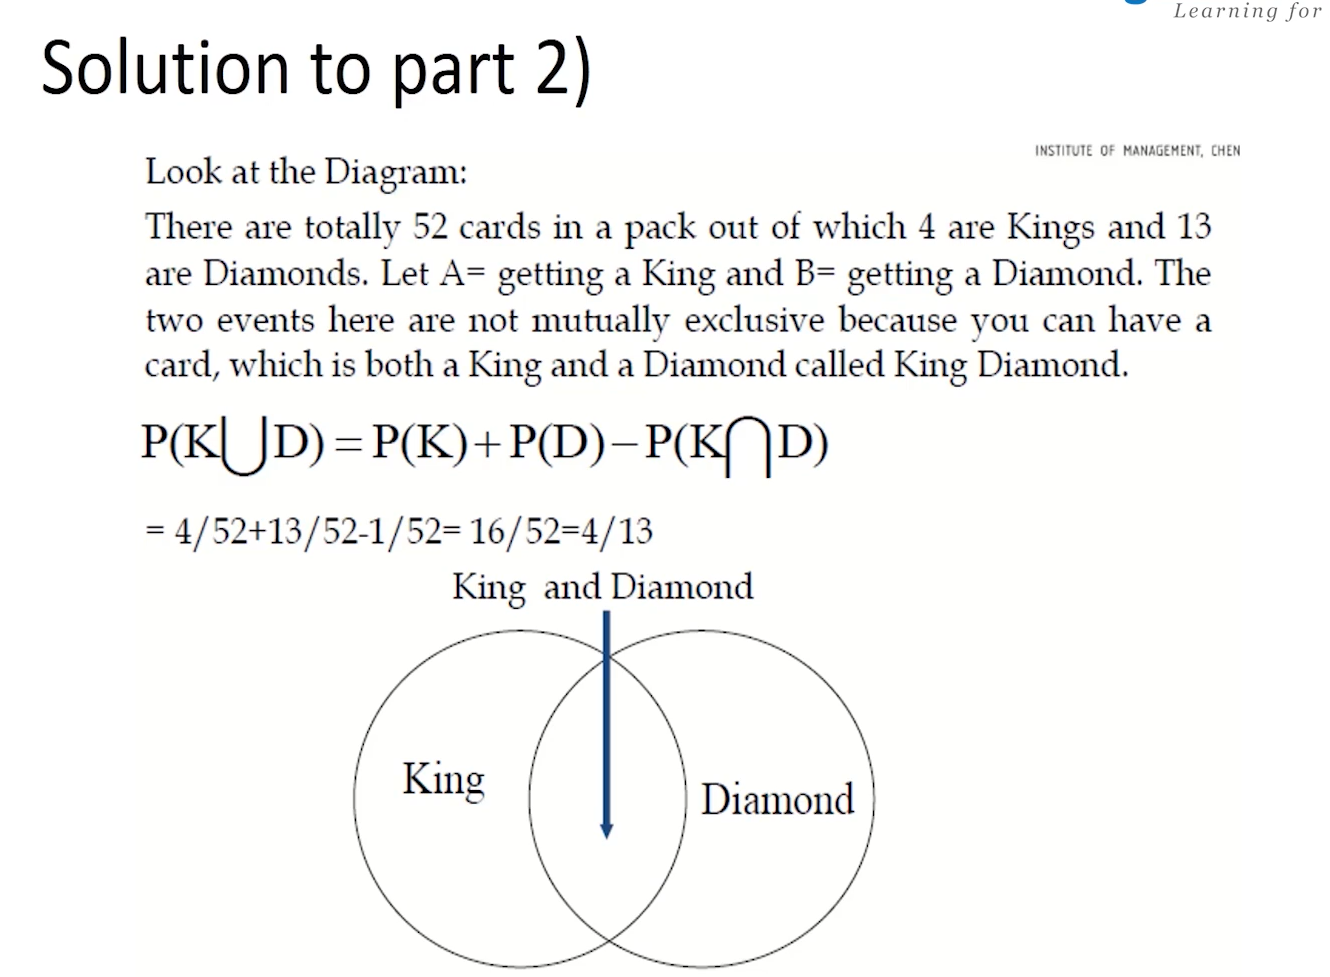 Learning for
Solution to part 2)
INSTITUTE OF MANAGEMENT, CHEN
Look at the Diagram:
There are totally 52 cards in a pack out of which 4 are Kings and 13
are Diamonds. Let A= getting a King and B= getting a Diamond. The
two events here are not mutually exclusive because you can have a
card, which is both a King and a Diamond called King Diamond.
P(K⋃D) = P(K)+P(D)−P(K⋂D)
= 4/52+13/52-1/52= 16/52=4/13
King and Diamond
King
Diamond